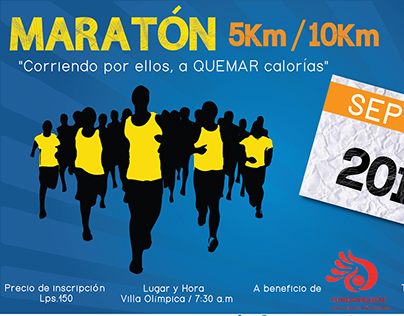 MARATÓN 5Km / 10Km
"Corriendo por ellos, a QUEMAR calorías"
SEP
201
Precio de inscripción
Lps.150
Lugar y Hora
Villa Olímpica / 7:30 a.m
A beneficio de